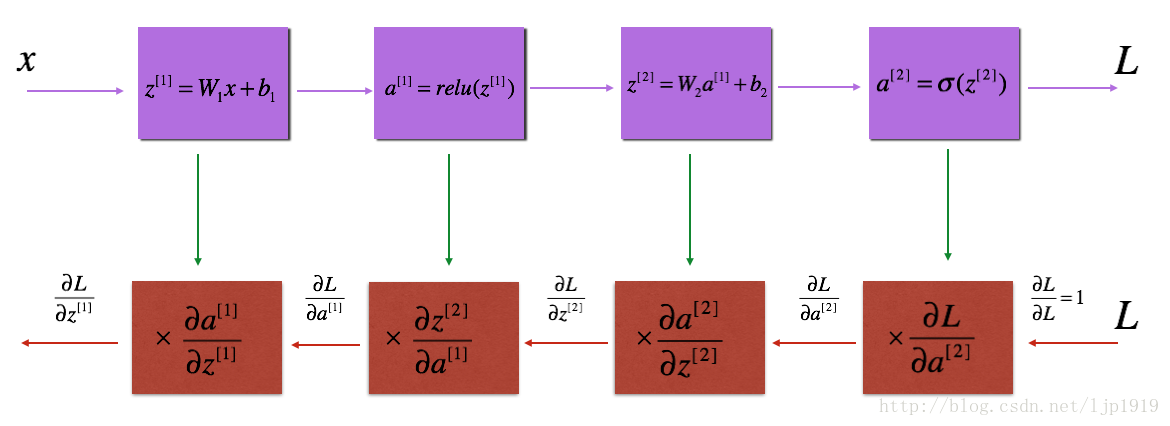 x
z^[1] = W_1 x + b_1
a^[1] = relu(z^[1])
z^[2] = W_2 a^[1] + b_2
a^[2] = σ(z^[2])
L
∂L/∂z^[1]
× ∂a^[1]/∂z^[1]
∂L/∂a^[1]
× ∂z^[2]/∂a^[1]
∂L/∂z^[2]
× ∂a^[2]/∂z^[2]
∂L/∂a^[2]
× ∂L/∂a^[2]
∂L/∂L = 1
L
http://blog.csdn.net/ljp1919